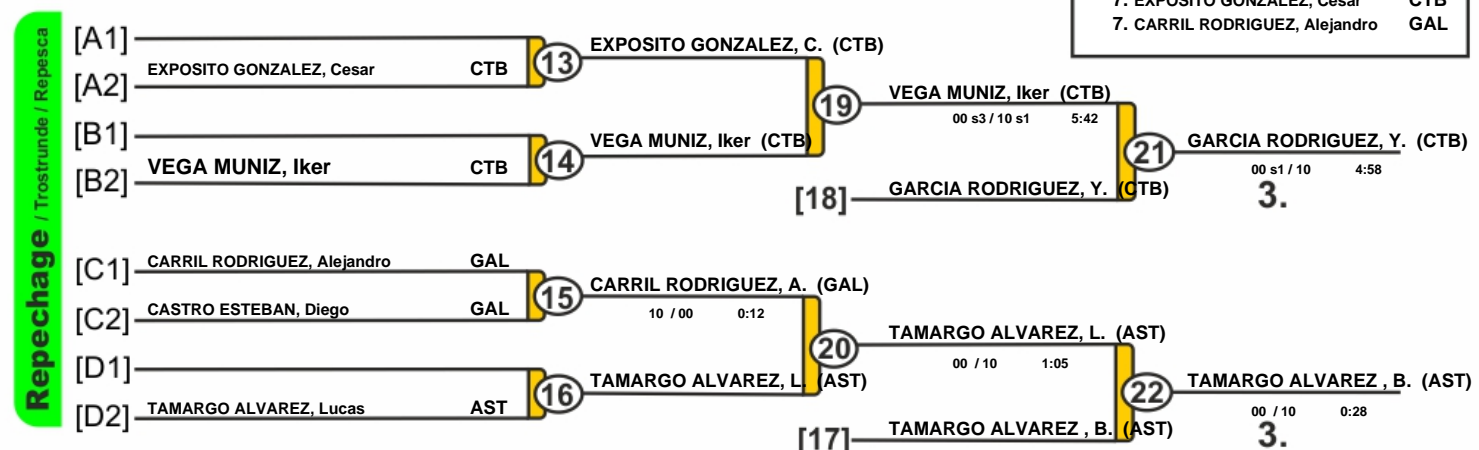 7. EXPOSITO GONZALEZ, Cesar CTB
7. CARRIL RODRIGUEZ, Alejandro GAL
Repechage / Trostrunde / Repesca
[A1]
EXPOSITO GONZALEZ, Cesar CTB
[A2]
13
EXPOSITO GONZALEZ, C. (CTB)
[B1]
VEGA MUNIZ, Iker CTB
[B2]
14
VEGA MUNIZ, Iker (CTB)
19
VEGA MUNIZ, Iker (CTB)
00 s3 / 10 s1 5:42
[18]
GARCIA RODRIGUEZ, Y. (CTB)
21
GARCIA RODRIGUEZ, Y. (CTB)
00 s1 / 10 4:58
3.
[C1]
CARRIL RODRIGUEZ, Alejandro GAL
[C2]
CASTRO ESTEBAN, Diego GAL
15
CARRIL RODRIGUEZ, A. (GAL)
10 / 00 0:12
[D1]
[D2]
TAMARGO ALVAREZ, Lucas AST
16
TAMARGO ALVAREZ, L. (AST)
20
TAMARGO ALVAREZ, L. (AST)
00 / 10 1:05
[17]
TAMARGO ALVAREZ , B. (AST)
22
TAMARGO ALVAREZ , B. (AST)
00 / 10 0:28
3.